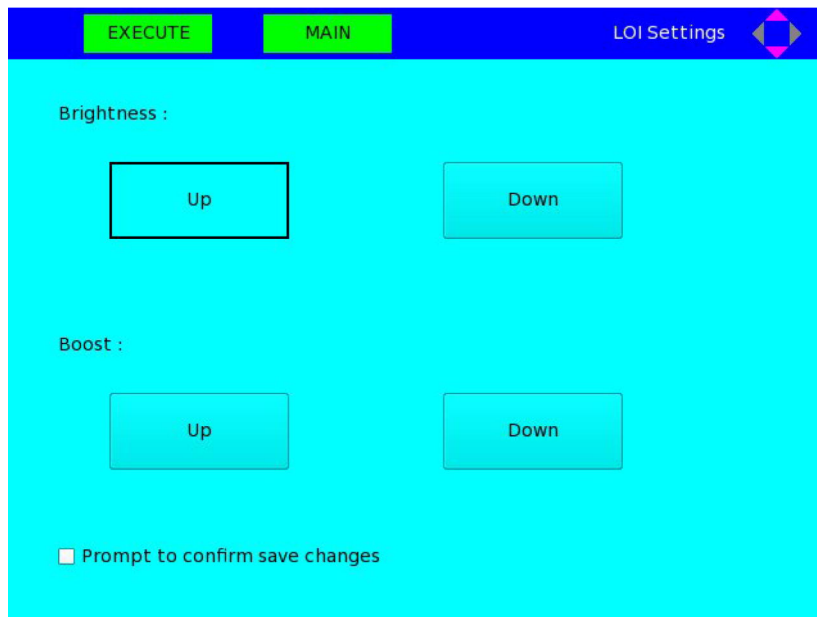 EXECUTE MAIN LOI Settings
Brightness :
Up Down
Boost :
Up Down
Prompt to confirm save changes